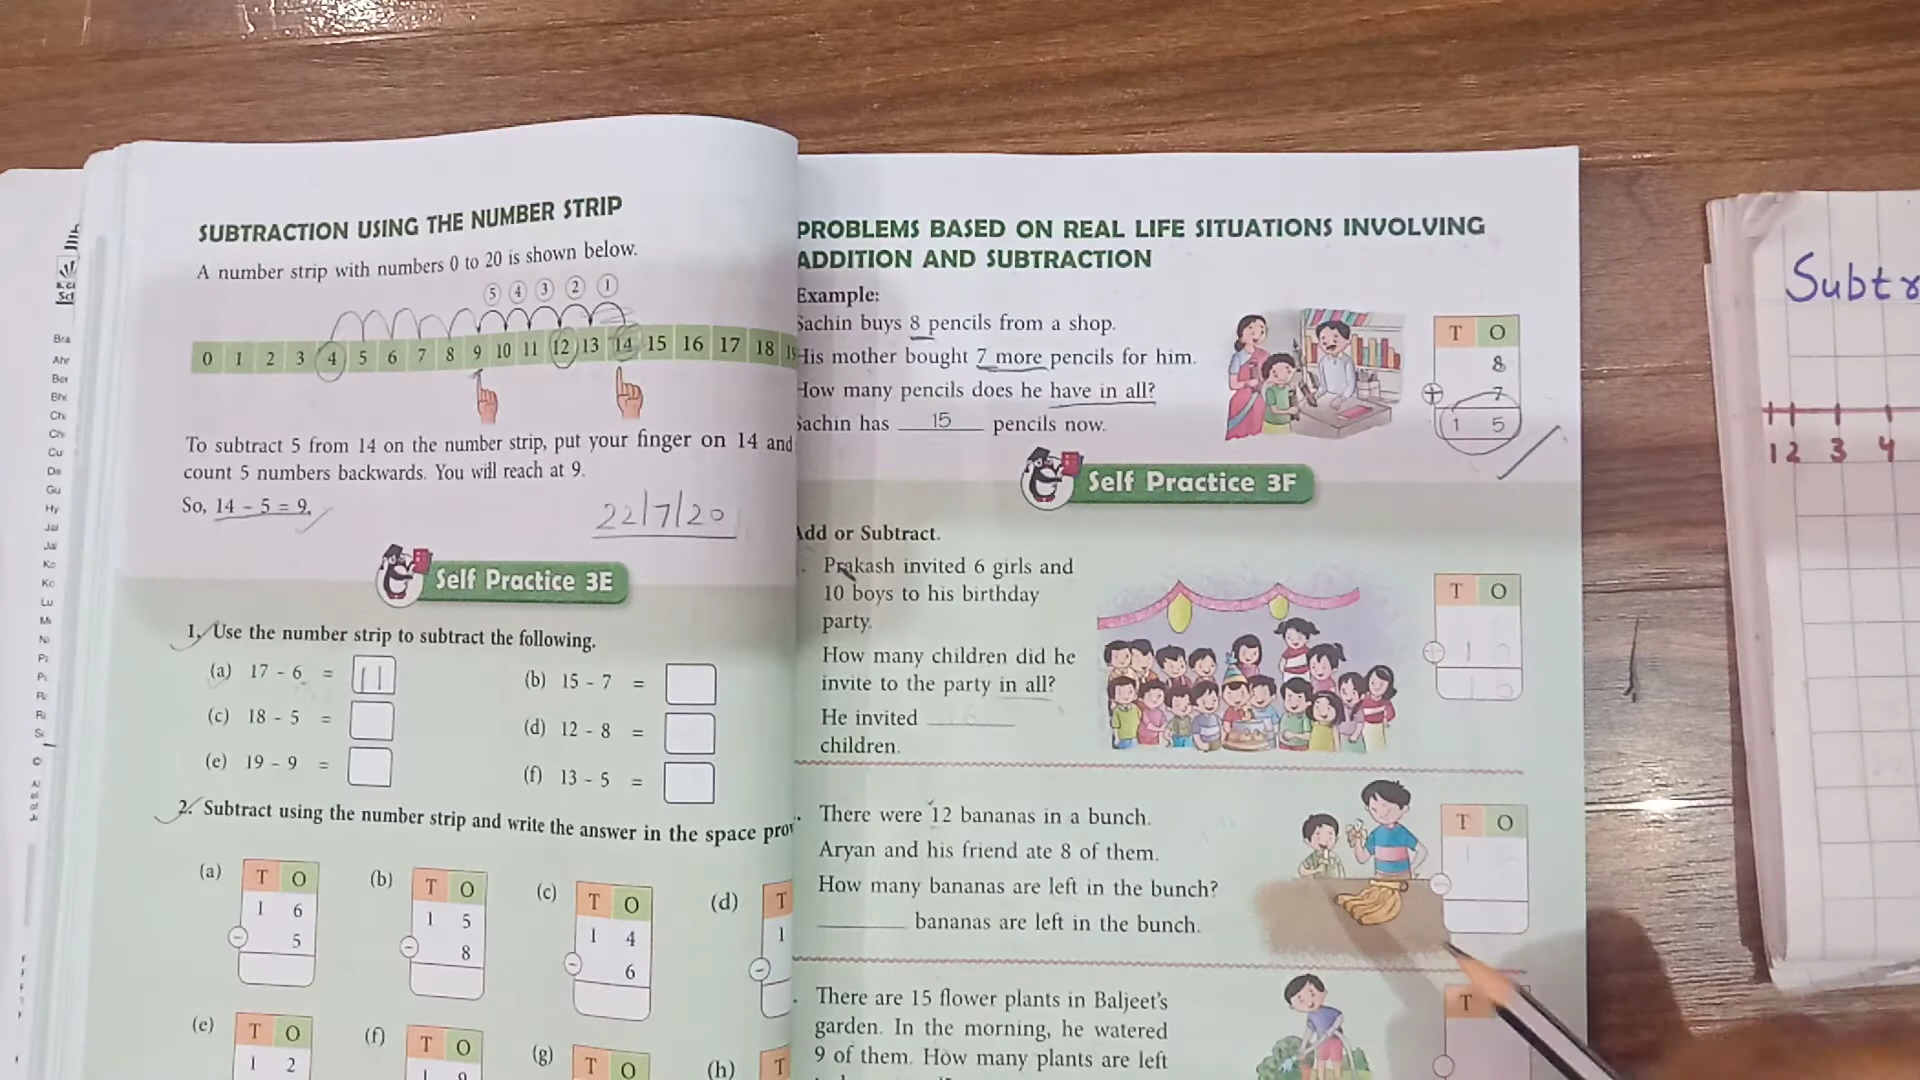 SUBTRACTION USING THE NUMBER STRIP
A number strip with numbers 0 to 20 is shown below.
5 4 3 2 1
0 1 2 3 4 5 6 7 8 9 10 11 12 13 14 15 16 17 18
To subtract 5 from 14 on the number strip, put your finger on 14 and
count 5 numbers backwards. You will reach at 9.
So, 14 - 5 = 9.
22/7/20
Self Practice 3E
1. Use the number strip to subtract the following.
(a) 17 - 6 = 11
(b) 15 - 7 =
(c) 18 - 5 =
(d) 12 - 8 =
(e) 19 - 9 =
(f) 13 - 5 =
2. Subtract using the number strip and write the answer in the space
(a) T O
1 6
- 5
(b) T O
1 5
- 8
(c) T O
1 4
- 6
(d) T
1
-
(e) T O
1 2
(f) T O
(g) T O
(h) T
PROBLEMS BASED ON REAL LIFE SITUATIONS INVOLVING
ADDITION AND SUBTRACTION
Example:
Sachin buys 8 pencils from a shop.
His mother bought 7 more pencils for him.
How many pencils does he have in all?
Sachin has 15 pencils now.
T O
8
+ 7
1 5
Self Practice 3F
Add or Subtract.
Prakash invited 6 girls and
10 boys to his birthday
party.
How many children did he
invite to the party in all?
He invited
children.
T O
+
There were 12 bananas in a bunch.
Aryan and his friend ate 8 of them.
How many bananas are left in the bunch?
bananas are left in the bunch.
T O
-
There are 15 flower plants in Baljeet's
garden. In the morning, he watered
9 of them. How many plants are left
T
1 2 3 4